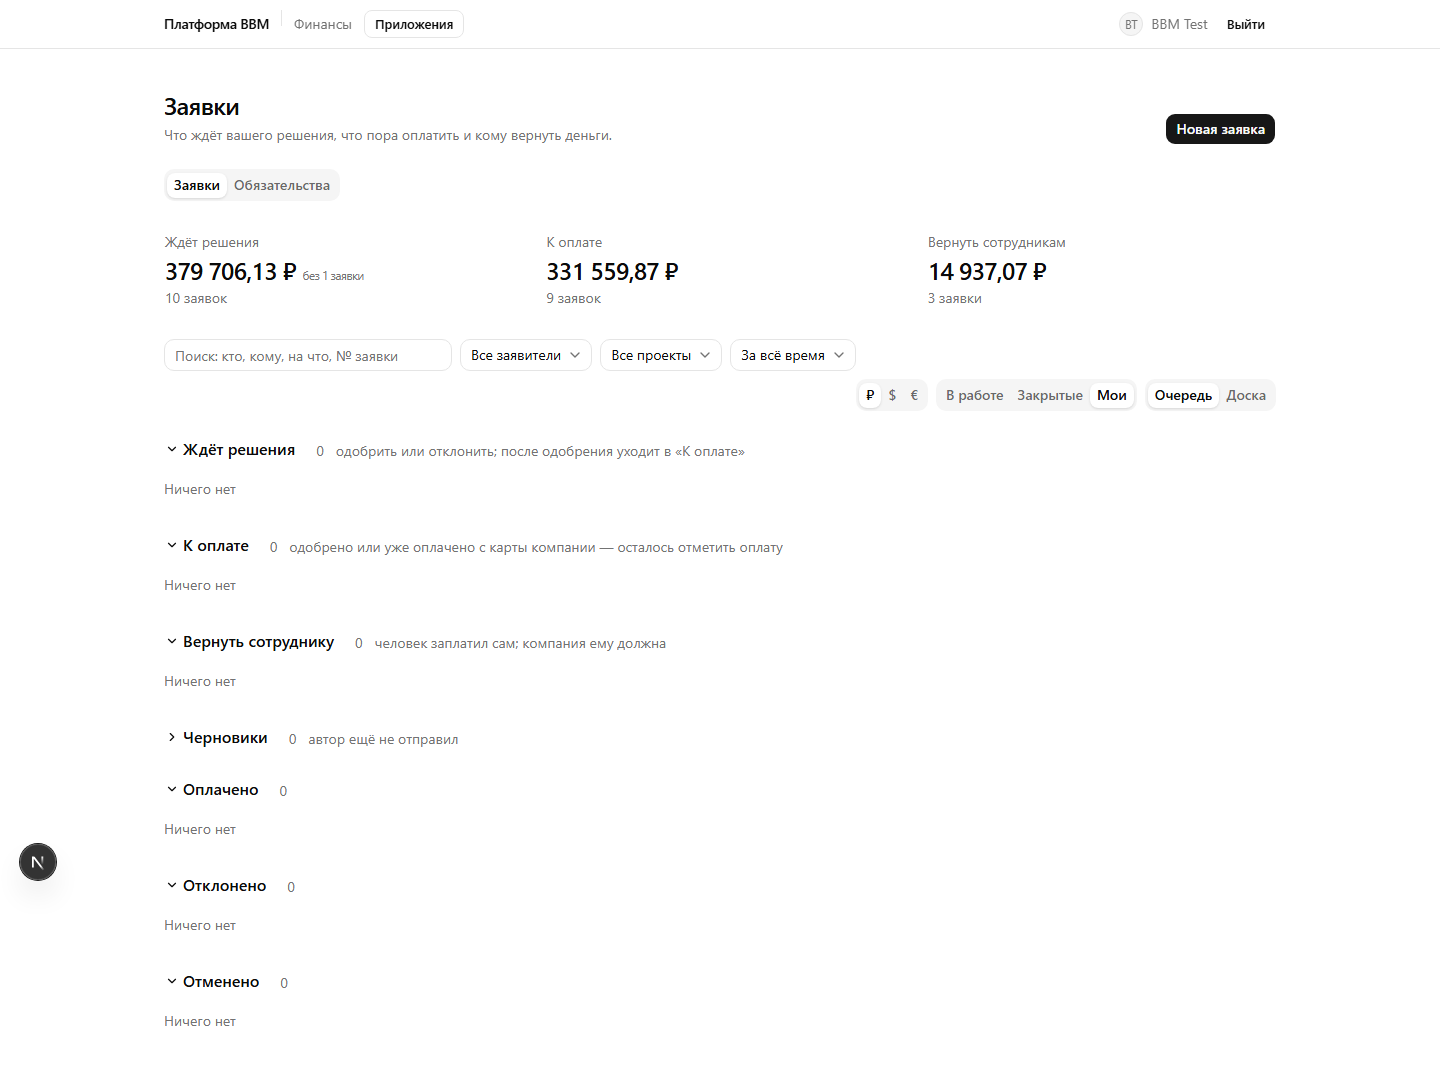 Платформа BBM Финансы Приложения BT BBM Test Выйти
Заявки
Что ждёт вашего решения, что пора оплатить и кому вернуть деньги.
Новая заявка
Заявки Обязательства
Ждёт решения К оплате Вернуть сотрудникам
379 706,13 ₽ без 1 заявки 331 559,87 ₽ 14 937,07 ₽
10 заявок 9 заявок 3 заявки
Поиск: кто, кому, на что, № заявки Все заявители Все проекты За всё время
₽ $ € В работе Закрытые Мои Очередь Доска
Ждёт решения 0 одобрить или отклонить; после одобрения уходит в «К оплате»
Ничего нет
К оплате 0 одобрено или уже оплачено с карты компании — осталось отметить оплату
Ничего нет
Вернуть сотруднику 0 человек заплатил сам; компания ему должна
Ничего нет
Черновики 0 автор ещё не отправил
Оплачено 0
Ничего нет
N
Отклонено 0
Ничего нет
Отменено 0
Ничего нет